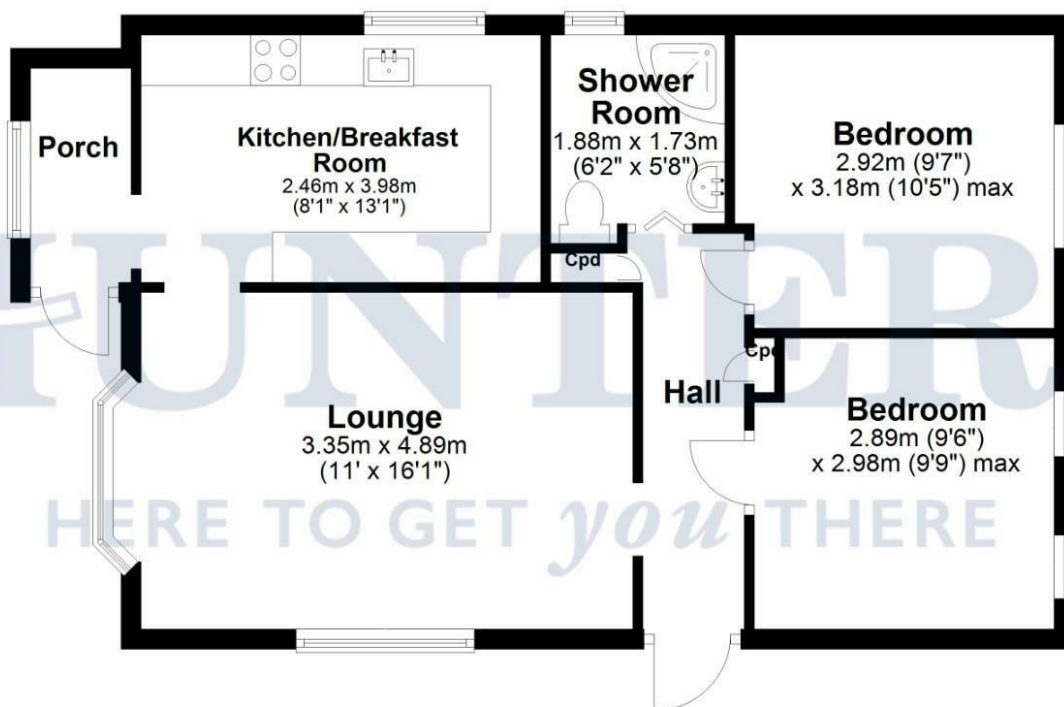 Porch
Kitchen/Breakfast
Room
2.46m x 3.98m
(8'1" x 13'1")
Shower
Room
1.88m x 1.73m
(6'2" x 5'8")
Bedroom
2.92m (9'7")
x 3.18m (10'5") max
Cpd
Cpd
Hall
Lounge
3.35m x 4.89m
(11' x 16'1")
Bedroom
2.89m (9'6")
x 2.98m (9'9") max
HUNTER
HERE TO GET you THERE